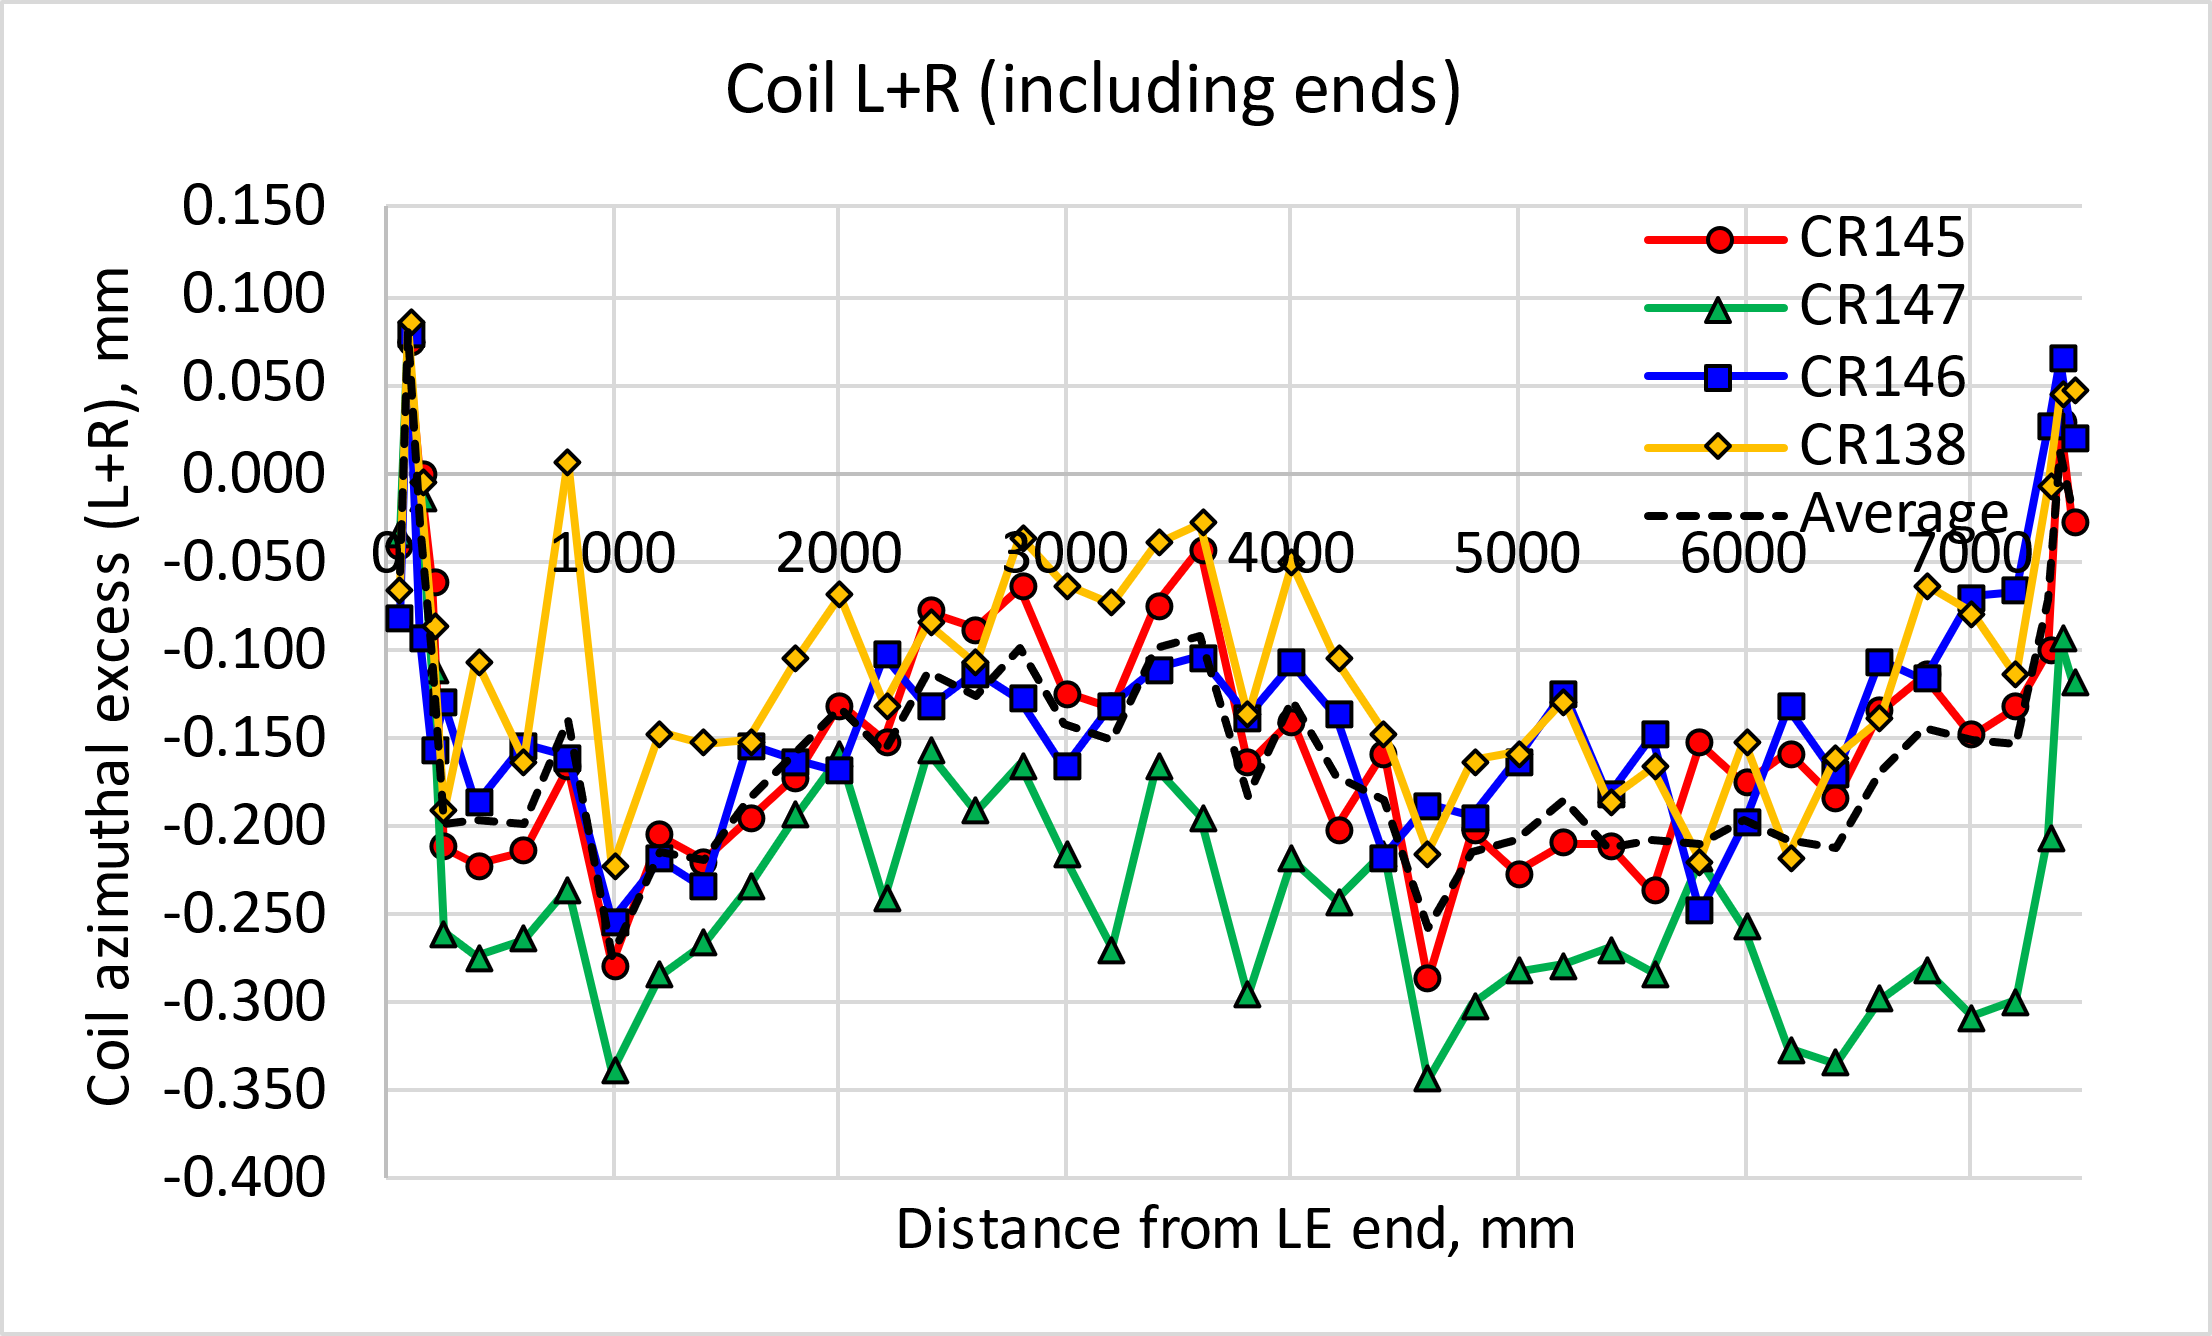 Coil L+R (including ends)
Coil azimuthal excess (L+R), mm
0.150
0.100
0.050
0.000
-0.050
-0.100
-0.150
-0.200
-0.250
-0.300
-0.350
-0.400
CR145
CR147
CR146
CR138
Average
0 1000 2000 3000 4000 5000 6000 7000
Distance from LE end, mm